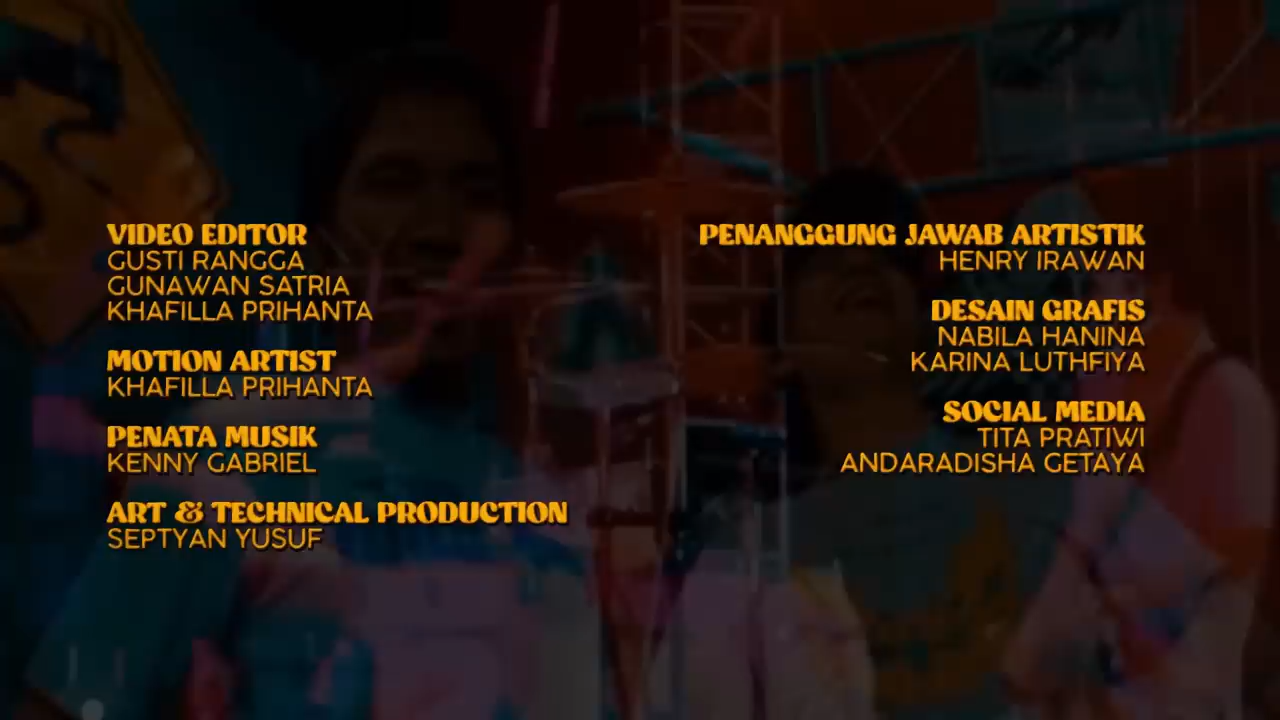 VIDEO EDITOR
GUSTI RANGGA
GUNAWAN SATRIA
KHAFILLA PRIHANTA
MOTION ARTIST
KHAFILLA PRIHANTA
PENATA MUSIK
KENNY GABRIEL
ART & TECHNICAL PRODUCTION
SEPTYAN YUSUF
PENANGGUNG JAWAB ARTISTIK
HENRY IRAWAN
DESAIN GRAFIS
NABILA HANINA
KARINA LUTHFIYA
SOCIAL MEDIA
TITA PRATIWI
ANDARADISHA GETAYA